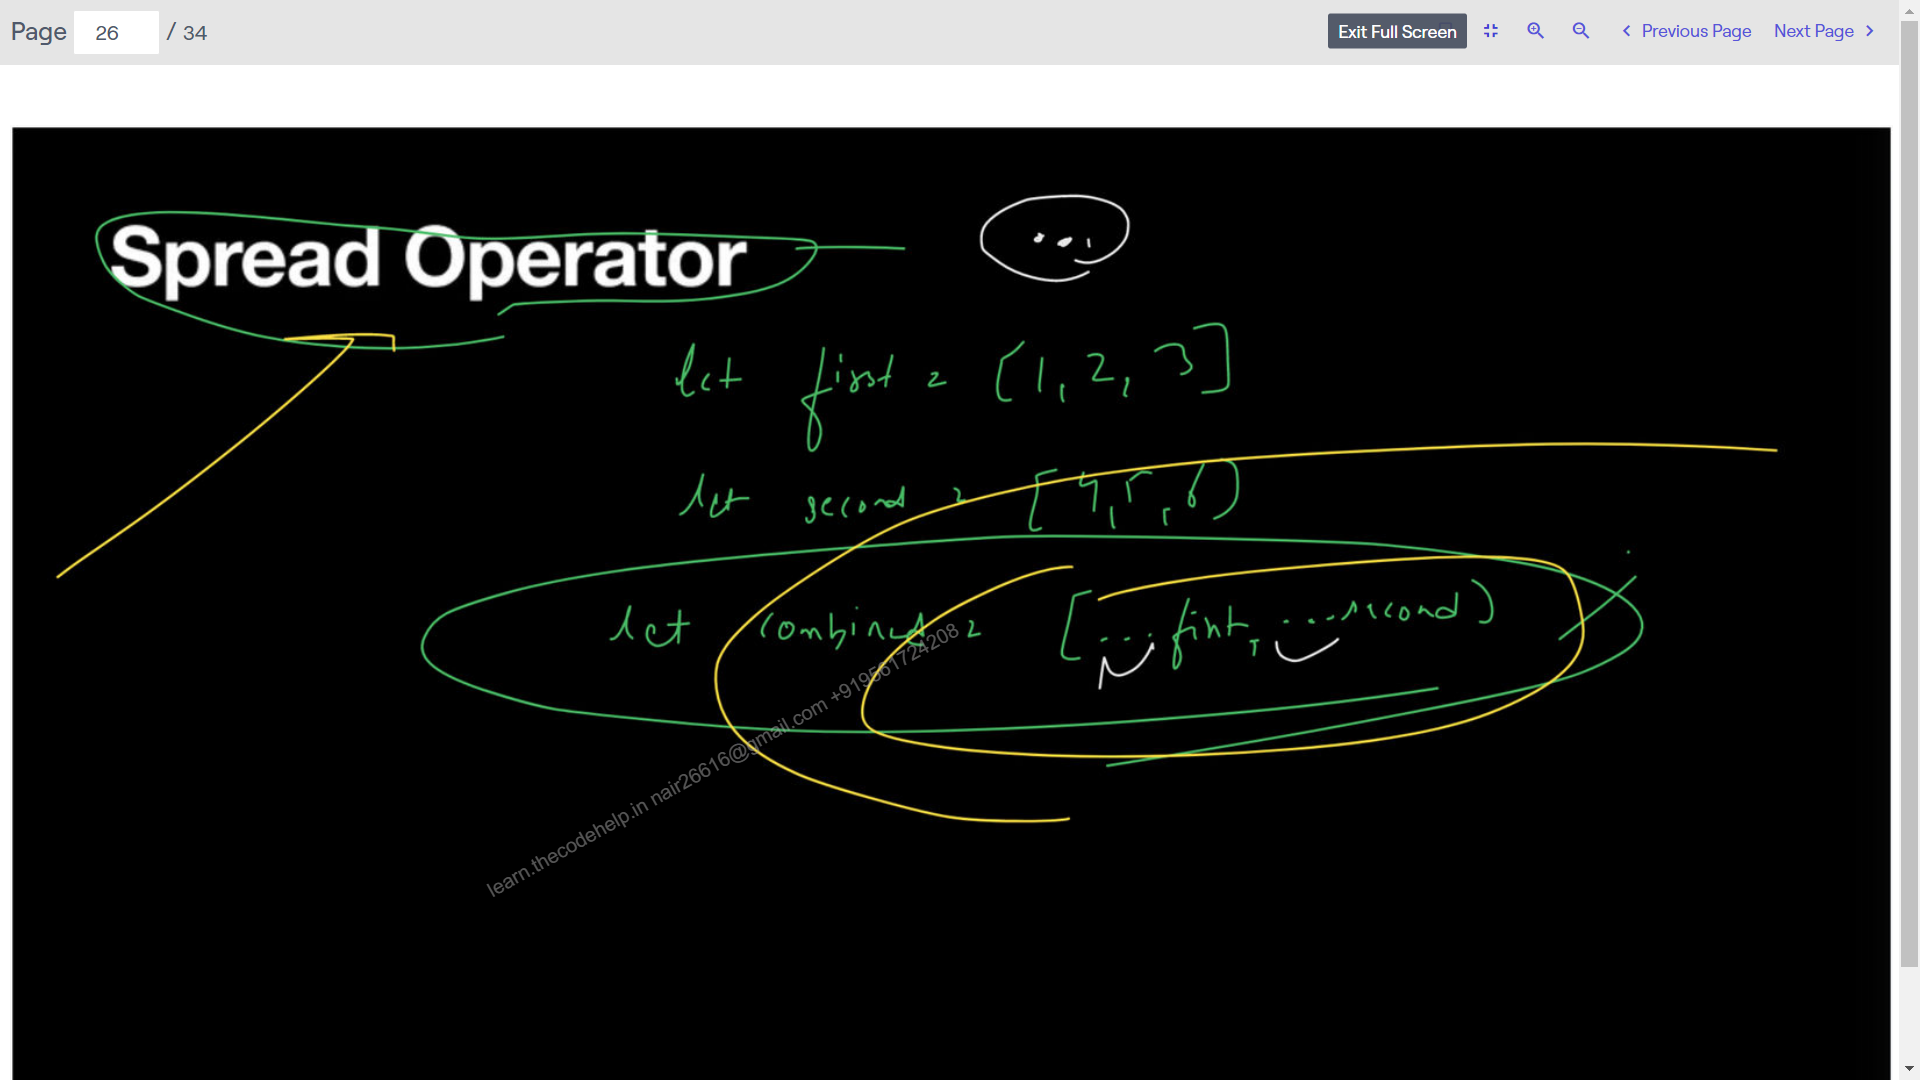 Page 26 / 34 Exit Full Screen Previous Page Next Page
Spread Operator ...
let first = [1, 2, 3]
let second = [4, 5, 6]
let combined = [...first, ...second]
learn.thecodehelp.in nair26616@gmail.com +919561724208